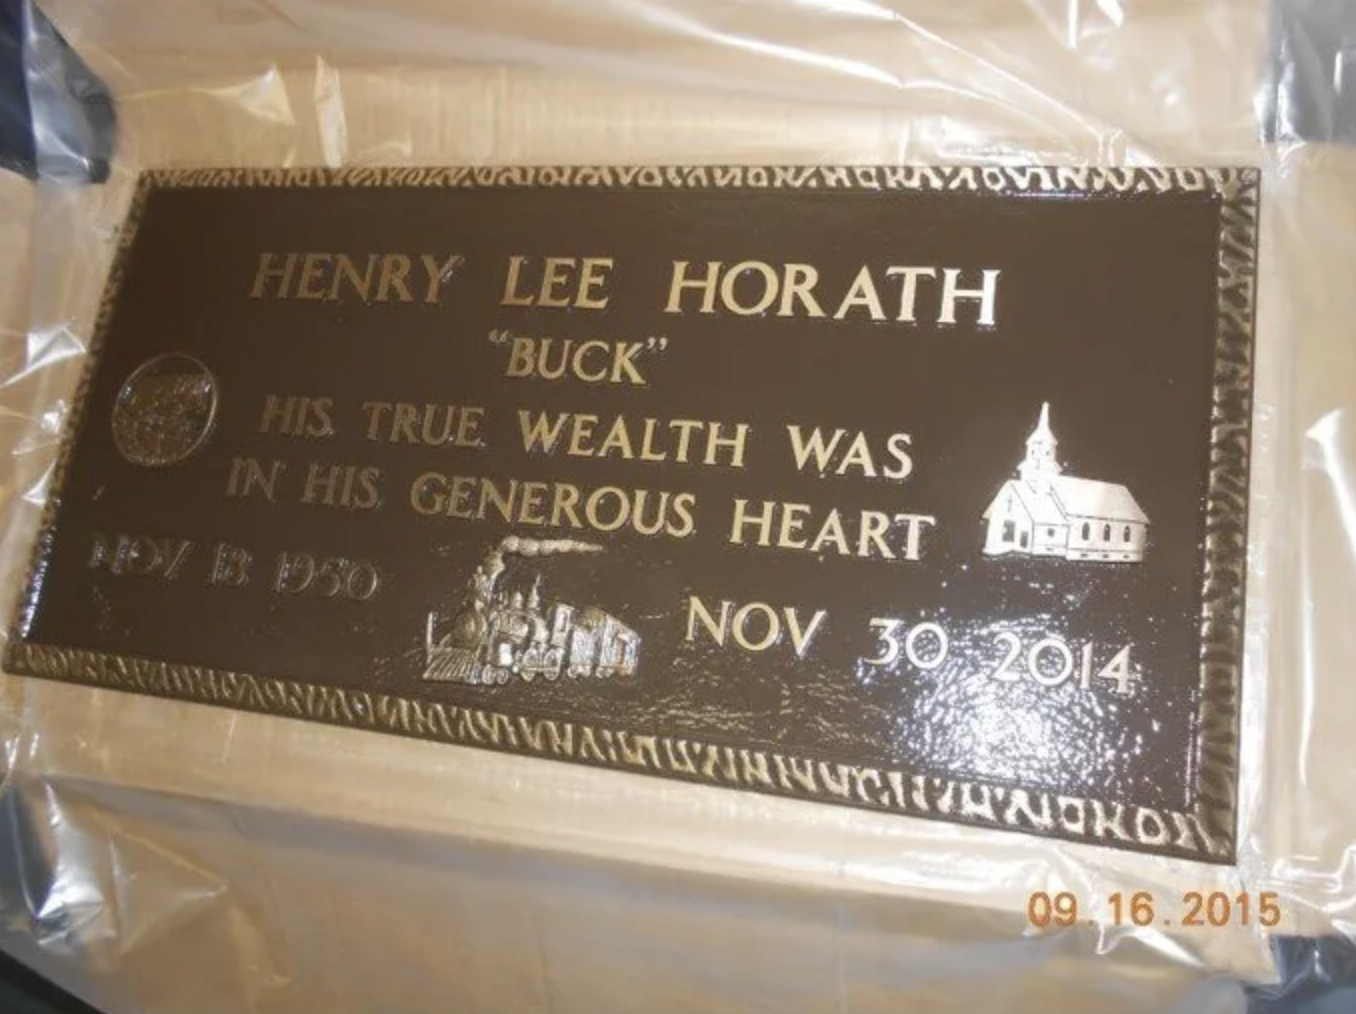 HENRY LEE HORATH
“BUCK”
HIS TRUE WEALTH WAS
IN HIS GENEROUS HEART
NOV 18 1950
NOV 30 2014
09.16.2015